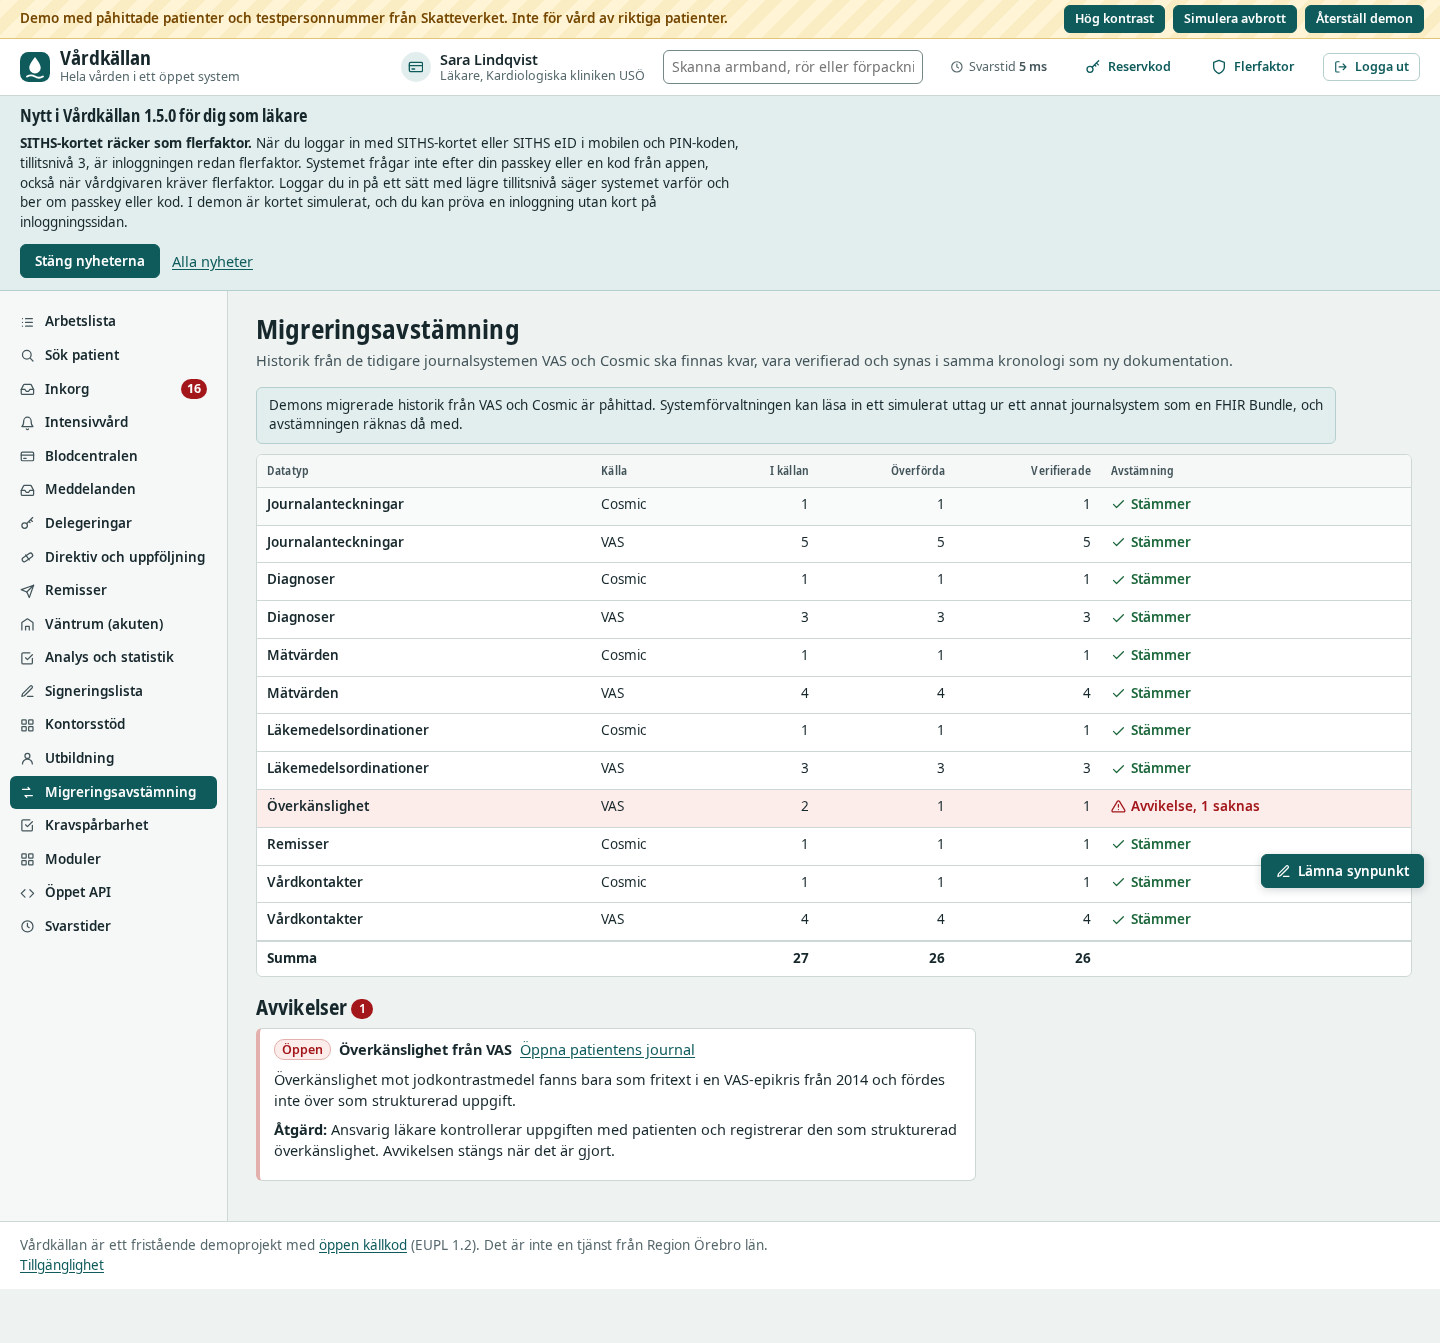 Demo med påhittade patienter och testpersonnummer från Skatteverket. Inte för vård av riktiga patienter.
Hög kontrast
Simulera avbrott
Återställ demon
Vårdkällan
Hela vården i ett öppet system
Sara Lindqvist
Läkare, Kardiologiska kliniken USÖ
Skanna armband, rör eller förpackni
Svarstid 5 ms
Reservkod
Flerfaktor
Logga ut
Nytt i Vårdkällan 1.5.0 för dig som läkare
SITHS-kortet räcker som flerfaktor. När du loggar in med SITHS-kortet eller SITHS eID i mobilen och PIN-koden,
tillitsnivå 3, är inloggningen redan flerfaktor. Systemet frågar inte efter din passkey eller en kod från appen,
också när vårdgivaren kräver flerfaktor. Loggar du in på ett sätt med lägre tillitsnivå säger systemet varför och
ber om passkey eller kod. I demon är kortet simulerat, och du kan pröva en inloggning utan kort på
inloggningssidan.
Stäng nyheterna
Alla nyheter
Arbetslista
Sök patient
Inkorg 16
Intensivvård
Blodcentralen
Meddelanden
Delegeringar
Direktiv och uppföljning
Remisser
Väntrum (akuten)
Analys och statistik
Signeringslista
Kontorsstöd
Utbildning
Migreringsavstämning
Kravspårbarhet
Moduler
Öppet API
Svarstider
Migreringsavstämning
Historik från de tidigare journalsystemen VAS och Cosmic ska finnas kvar, vara verifierad och synas i samma kronologi som ny dokumentation.
Demons migrerade historik från VAS och Cosmic är påhittad. Systemförvaltningen kan läsa in ett simulerat uttag ur ett annat journalsystem som en FHIR Bundle, och
avstämningen räknas då med.
Datatyp Källa I källan Överförda Verifierade Avstämning
Journalanteckningar Cosmic 1 1 1 Stämmer
Journalanteckningar VAS 5 5 5 Stämmer
Diagnoser Cosmic 1 1 1 Stämmer
Diagnoser VAS 3 3 3 Stämmer
Mätvärden Cosmic 1 1 1 Stämmer
Mätvärden VAS 4 4 4 Stämmer
Läkemedelsordinationer Cosmic 1 1 1 Stämmer
Läkemedelsordinationer VAS 3 3 3 Stämmer
Överkänslighet VAS 2 1 1 Avvikelse, 1 saknas
Remisser Cosmic 1 1 1 Stämmer
Vårdkontakter Cosmic 1 1 1 Stämmer
Vårdkontakter VAS 4 4 4 Stämmer
Summa 27 26 26
Lämna synpunkt
Avvikelser 1
Öppen Överkänslighet från VAS Öppna patientens journal
Överkänslighet mot jodkontrastmedel fanns bara som fritext i en VAS-epikris från 2014 och fördes
inte över som strukturerad uppgift.
Åtgärd: Ansvarig läkare kontrollerar uppgiften med patienten och registrerar den som strukturerad
överkänslighet. Avvikelsen stängs när det är gjort.
Vårdkällan är ett fristående demoprojekt med öppen källkod (EUPL 1.2). Det är inte en tjänst från Region Örebro län.
Tillgänglighet